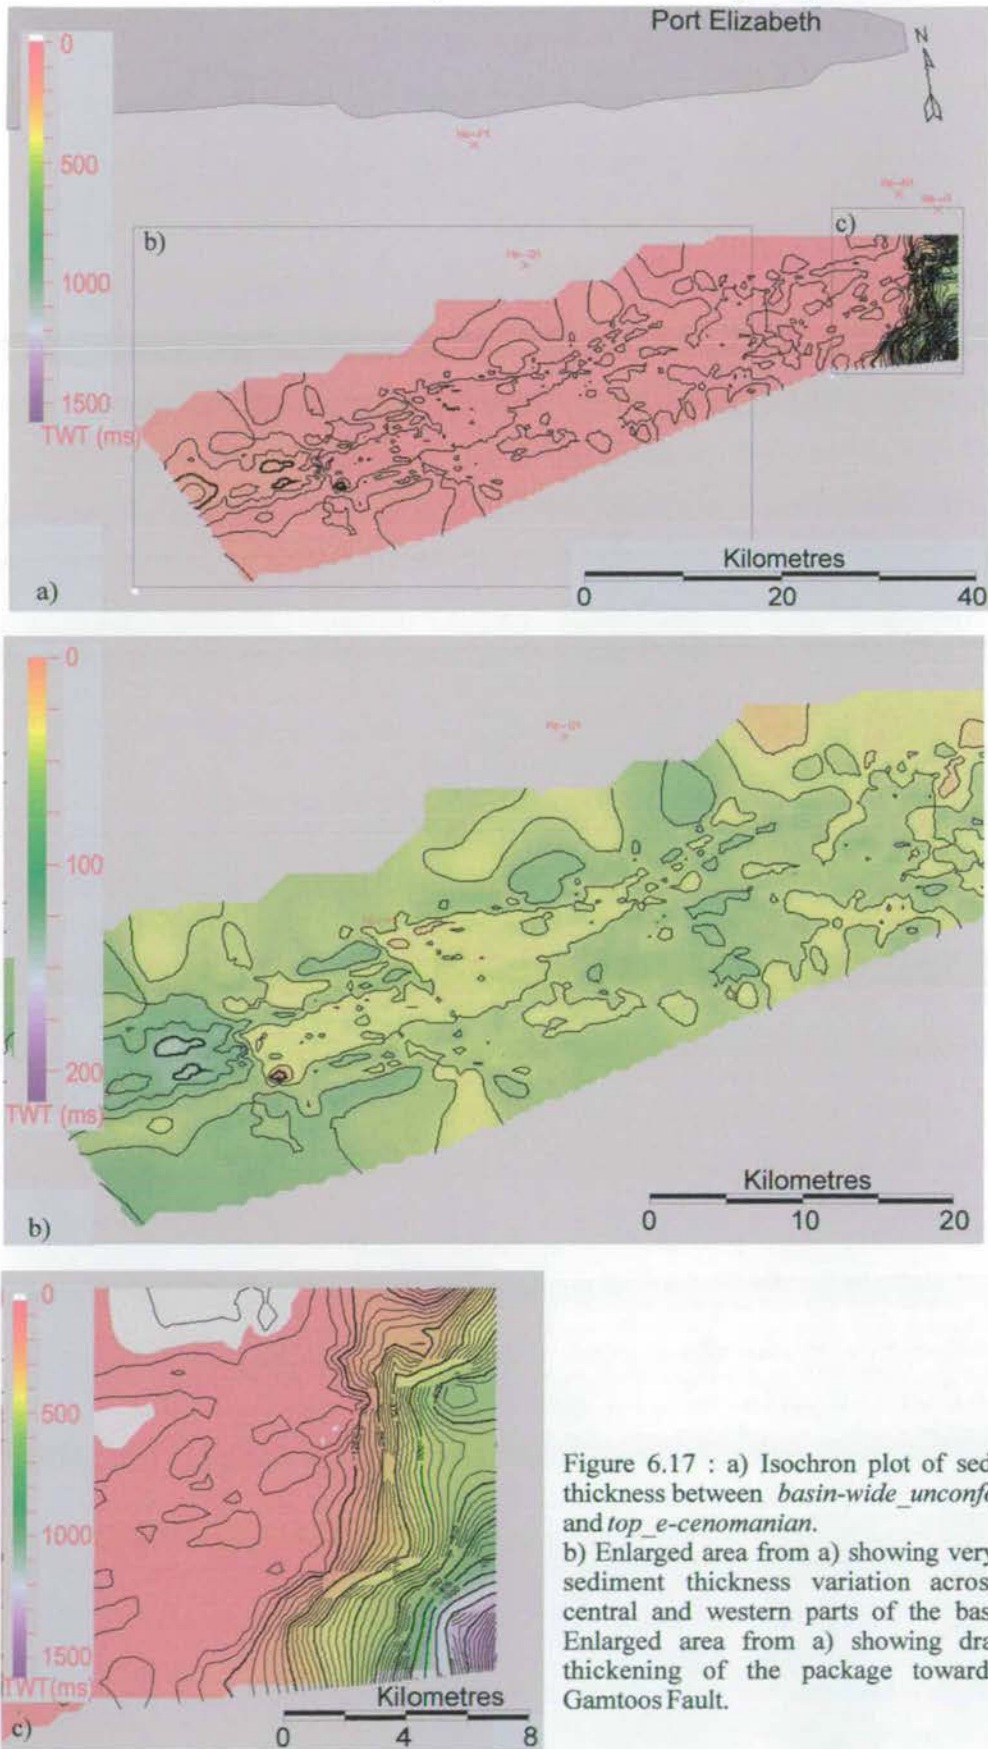 Port Elizabeth
N
0
500
1000
1500
TWT (ms)
b)
c)
a)
Kilometres
0 20 40
0
100
200
TWT (ms)
b)
Kilometres
0 10 20
0
500
1000
1500
TWT(ms)
c)
Kilometres
0 4 8
Figure 6.17 : a) Isochron plot of sed
thickness between basin-wide_unconfo
and top_e-cenomanian.
b) Enlarged area from a) showing very
sediment thickness variation acros
central and western parts of the bas
Enlarged area from a) showing dra
thickening of the package toward
Gamtoos Fault.